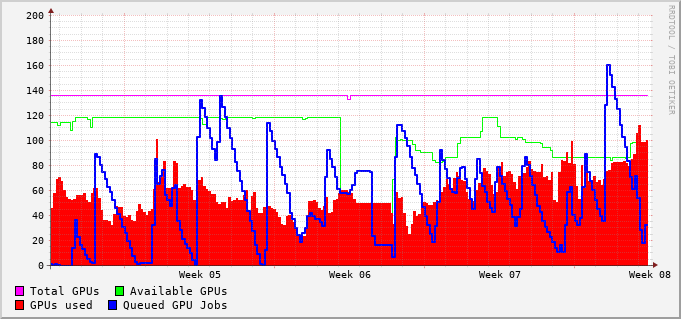 200
180
160
140
120
100
80
60
40
20
0
Week 05 Week 06 Week 07 Week 08
Total GPUs Available GPUs
GPUs used Queued GPU Jobs
RRDTOOL / TOBI OETIKER